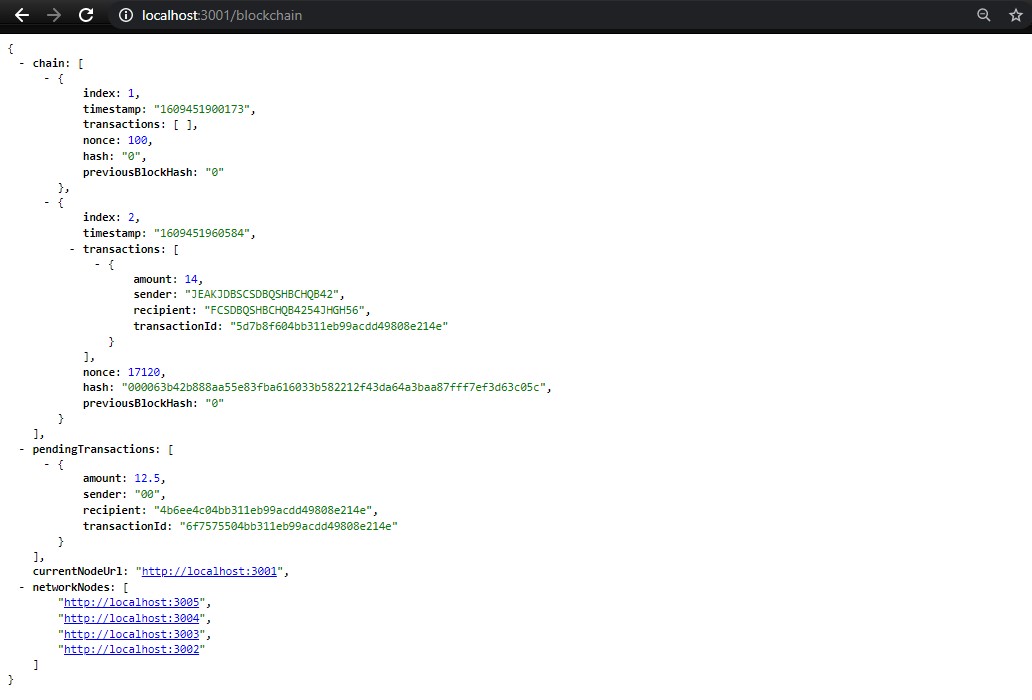 localhost:3001/blockchain
{
- chain: [
- {
index: 1,
timestamp: "1609451900173",
transactions: [ ],
nonce: 100,
hash: "0",
previousBlockHash: "0"
},
- {
index: 2,
timestamp: "1609451960584",
- transactions: [
- {
amount: 14,
sender: "JEAKJDBSCSDBQSHBCHQB42",
recipient: "FCSDBQSHBCHQB4254JHGH56",
transactionId: "5d7b8f604bb311eb99acdd49808e214e"
}
],
nonce: 17120,
hash: "000063b42b888aa55e83fba616033b582212f43da64a3baa87fff7ef3d63c05c",
previousBlockHash: "0"
}
],
- pendingTransactions: [
- {
amount: 12.5,
sender: "00",
recipient: "4b6ee4c04bb311eb99acdd49808e214e",
transactionId: "6f7575504bb311eb99acdd49808e214e"
}
],
currentNodeUrl: "http://localhost:3001",
- networkNodes: [
"http://localhost:3005",
"http://localhost:3004",
"http://localhost:3003",
"http://localhost:3002"
]
}